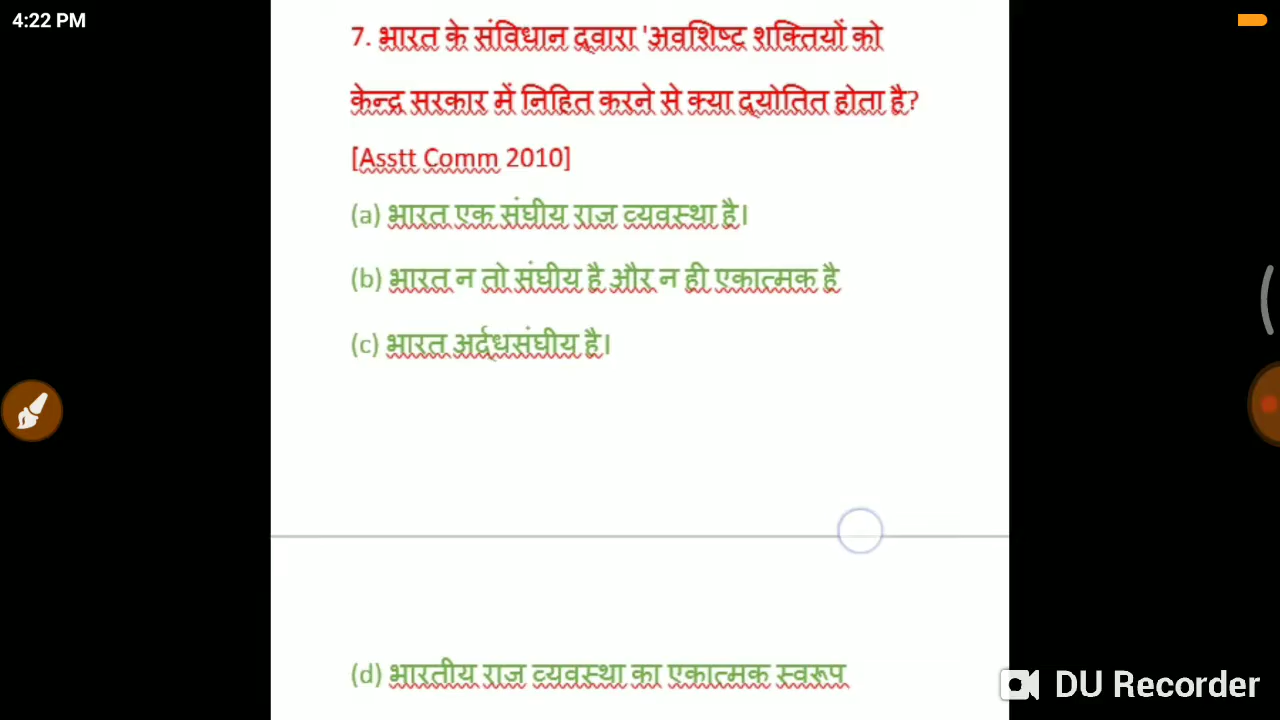 4:22 PM
7. भारत के संविधान द्वारा 'अवशिष्ट शक्तियों को
केन्द्र सरकार में निहित करने से क्या द्योतित होता है?
[Asstt Comm 2010]
(a) भारत एक संघीय राज व्यवस्था है।
(b) भारत न तो संघीय है और न ही एकात्मक है
(c) भारत अर्द्धसंघीय है।
(d) भारतीय राज व्यवस्था का एकात्मक स्वरूप
DU Recorder